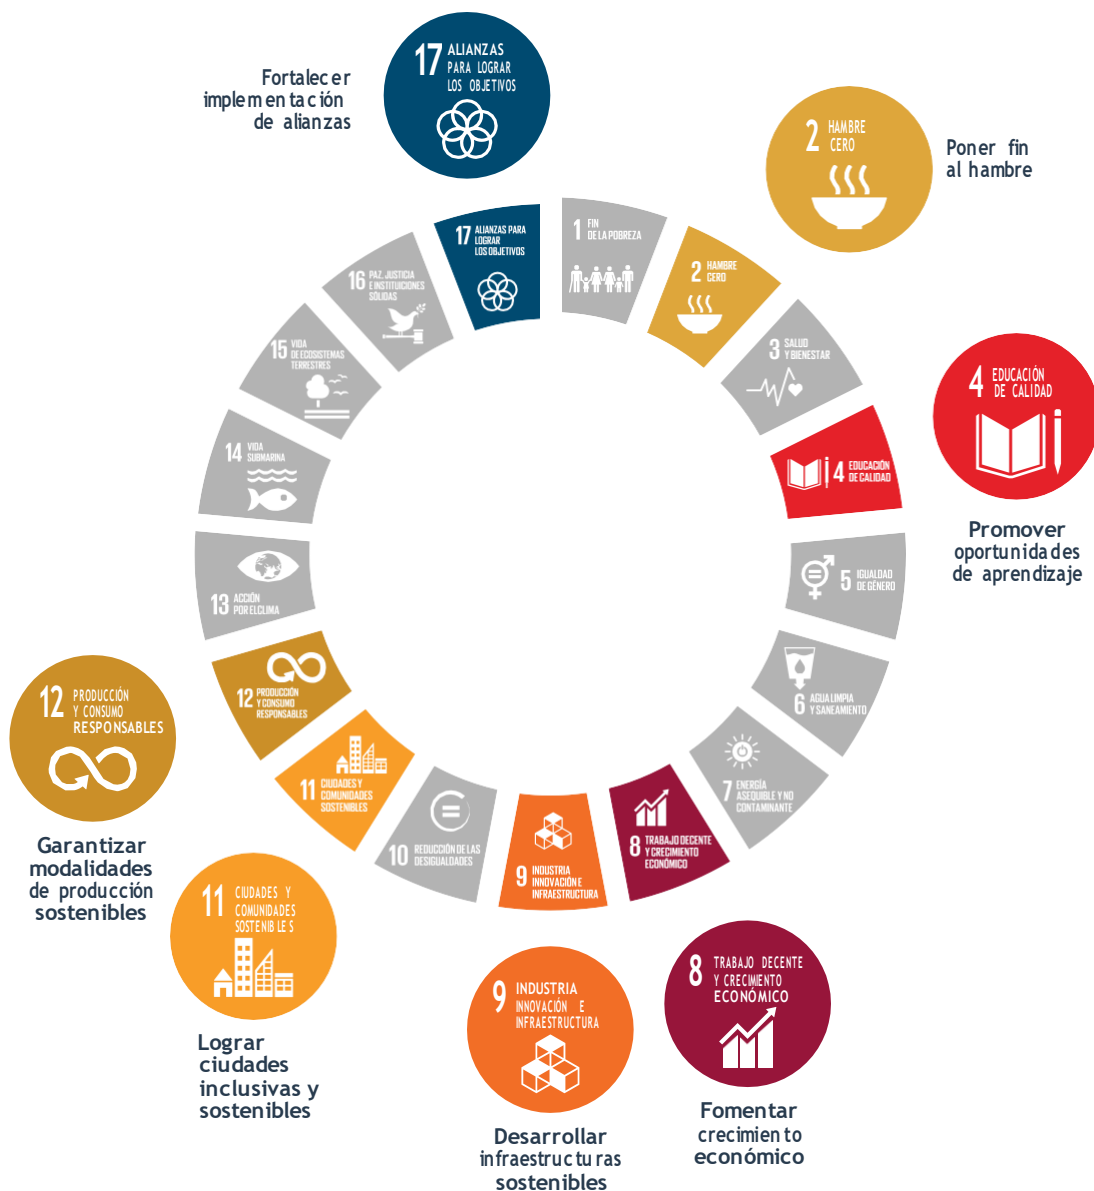 17 ALIANZAS
PARA LOGRAR
LOS OBJETIVOS
Fortalecer
implementación
de alianzas
2 HAMBRE
CERO
Poner fin
al hambre
17 ALIANZAS PARA
LOGRAR
LOS OBJETIVOS
1 FIN
DE LA POBREZA
2 HAMBRE
CERO
3 SALUD
Y BIENESTAR
4 EDUCACIÓN
DE CALIDAD
5 IGUALDAD
DE GÉNERO
6 AGUA LIMPIA
Y SANEAMIENTO
7 ENERGÍA
ASEQUIBLE Y NO
CONTAMINANTE
8 TRABAJO DECENTE
Y CRECIMIENTO
ECONÓMICO
9 INDUSTRIA
INNOVACIÓN E
INFRAESTRUCTURA
10 REDUCCIÓN DE LAS
DESIGUALDADES
11 CIUDADES Y
COMUNIDADES
SOSTENIBLES
12 PRODUCCIÓN
Y CONSUMO
RESPONSABLES
13 ACCIÓN
POR EL CLIMA
14 VIDA
SUBMARINA
15 VIDA
DE ECOSISTEMAS
TERRESTRES
16 PAZ, JUSTICIA
E INSTITUCIONES
SÓLIDAS
4 EDUCACIÓN
DE CALIDAD
Promover
oportunidades
de aprendizaje
12 PRODUCCIÓN
Y CONSUMO
RESPONSABLES
Garantizar
modalidades
de producción
sostenibles
11 CIUDADES Y
COMUNIDADES
SOSTENIBLES
Lograr
ciudades
inclusivas y
sostenibles
9 INDUSTRIA
INNOVACIÓN E
INFRAESTRUCTURA
Desarrollar
infraestructuras
sostenibles
8 TRABAJO DECENTE
Y CRECIMIENTO
ECONÓMICO
Fomentar
crecimiento
económico